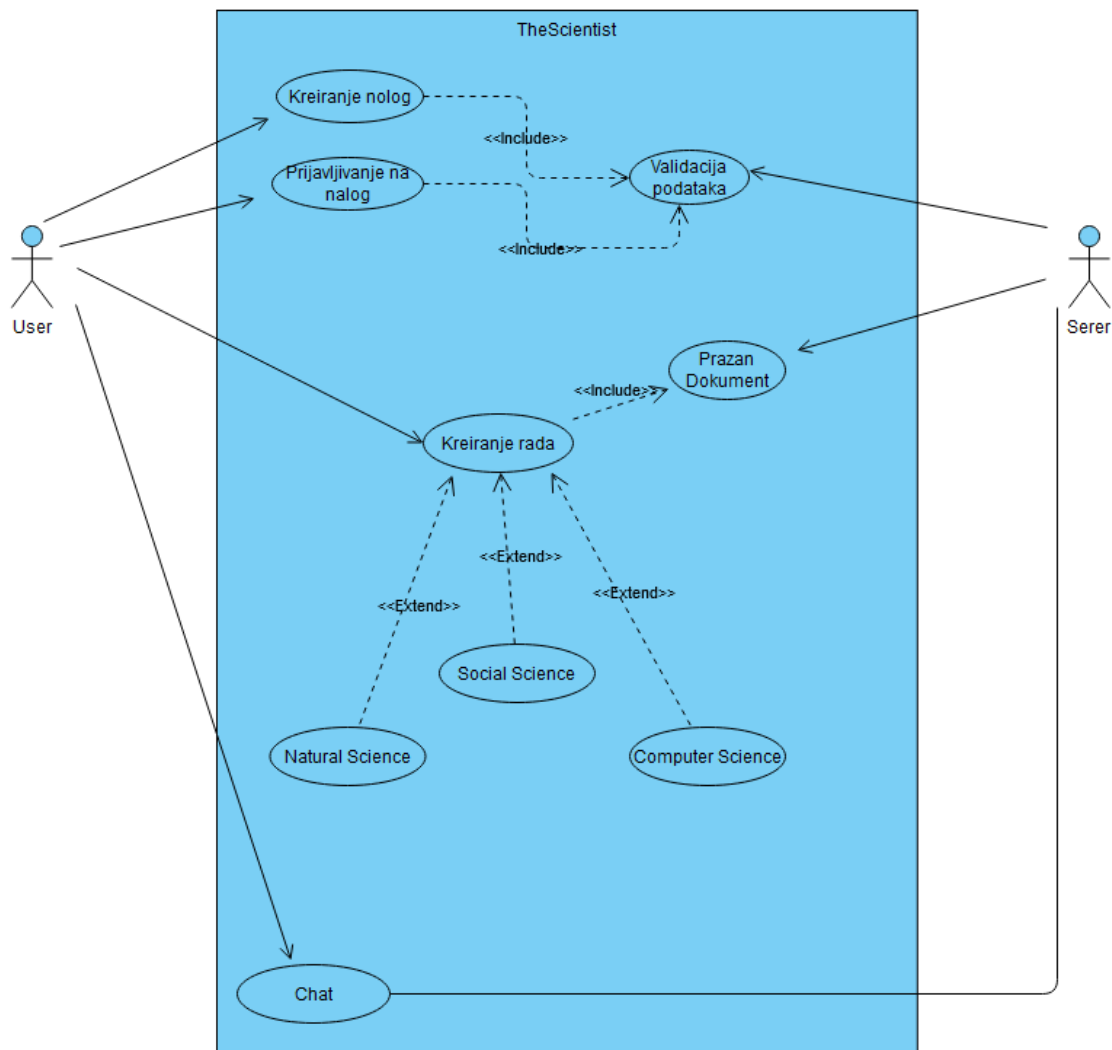 TheScientist
Kreiranje nolog
<<Include>>
Prijavljivanje na
nalog
Validacija
podataka
<<Include>>
User
Serer
Prazan
Dokument
<<Include>>
Kreiranje rada
<<Extend>>
<<Extend>>
<<Extend>>
Social Science
Natural Science
Computer Science
Chat